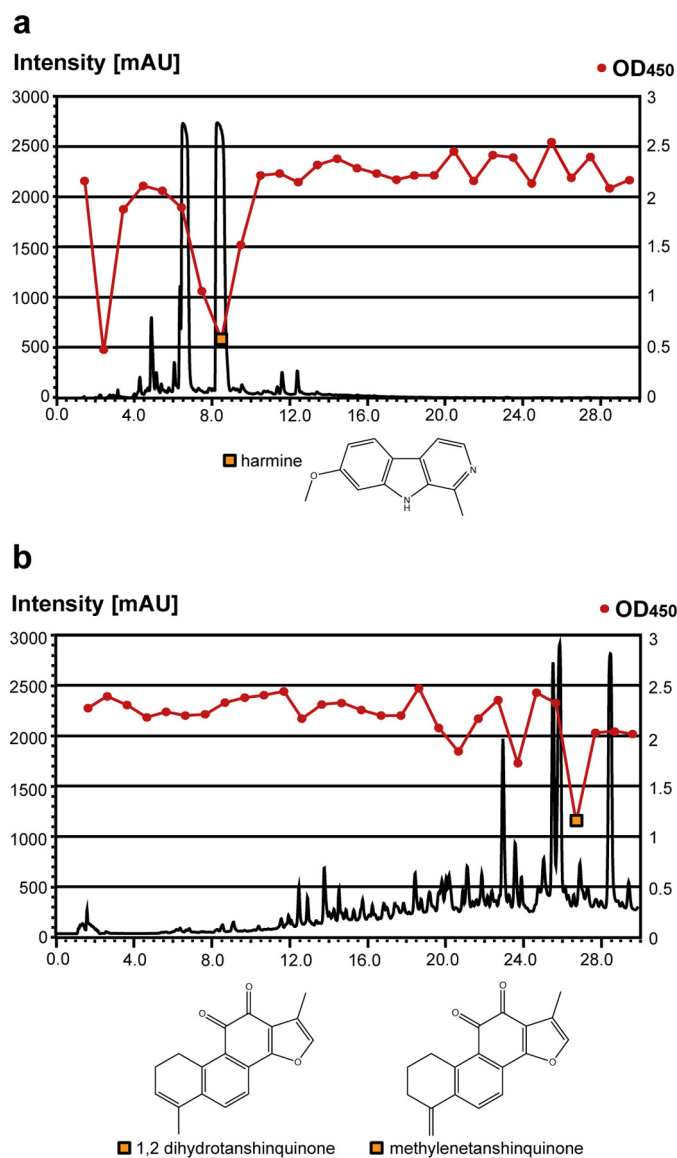 a
Intensity [mAU]
OD450
3000 3
2500 2.5
2000 2
1500 1.5
1000 1
500 0.5
0 0
0.0 4.0 8.0 12.0 16.0 20.0 24.0 28.0
harmine
O
N
H
N
b
Intensity [mAU]
OD450
3000 3
2500 2.5
2000 2
1500 1.5
1000 1
500 0.5
0 0
0.0 4.0 8.0 12.0 16.0 20.0 24.0 28.0
O O O
O O O
1,2 dihydrotanshinquinone methylenetanshinquinone